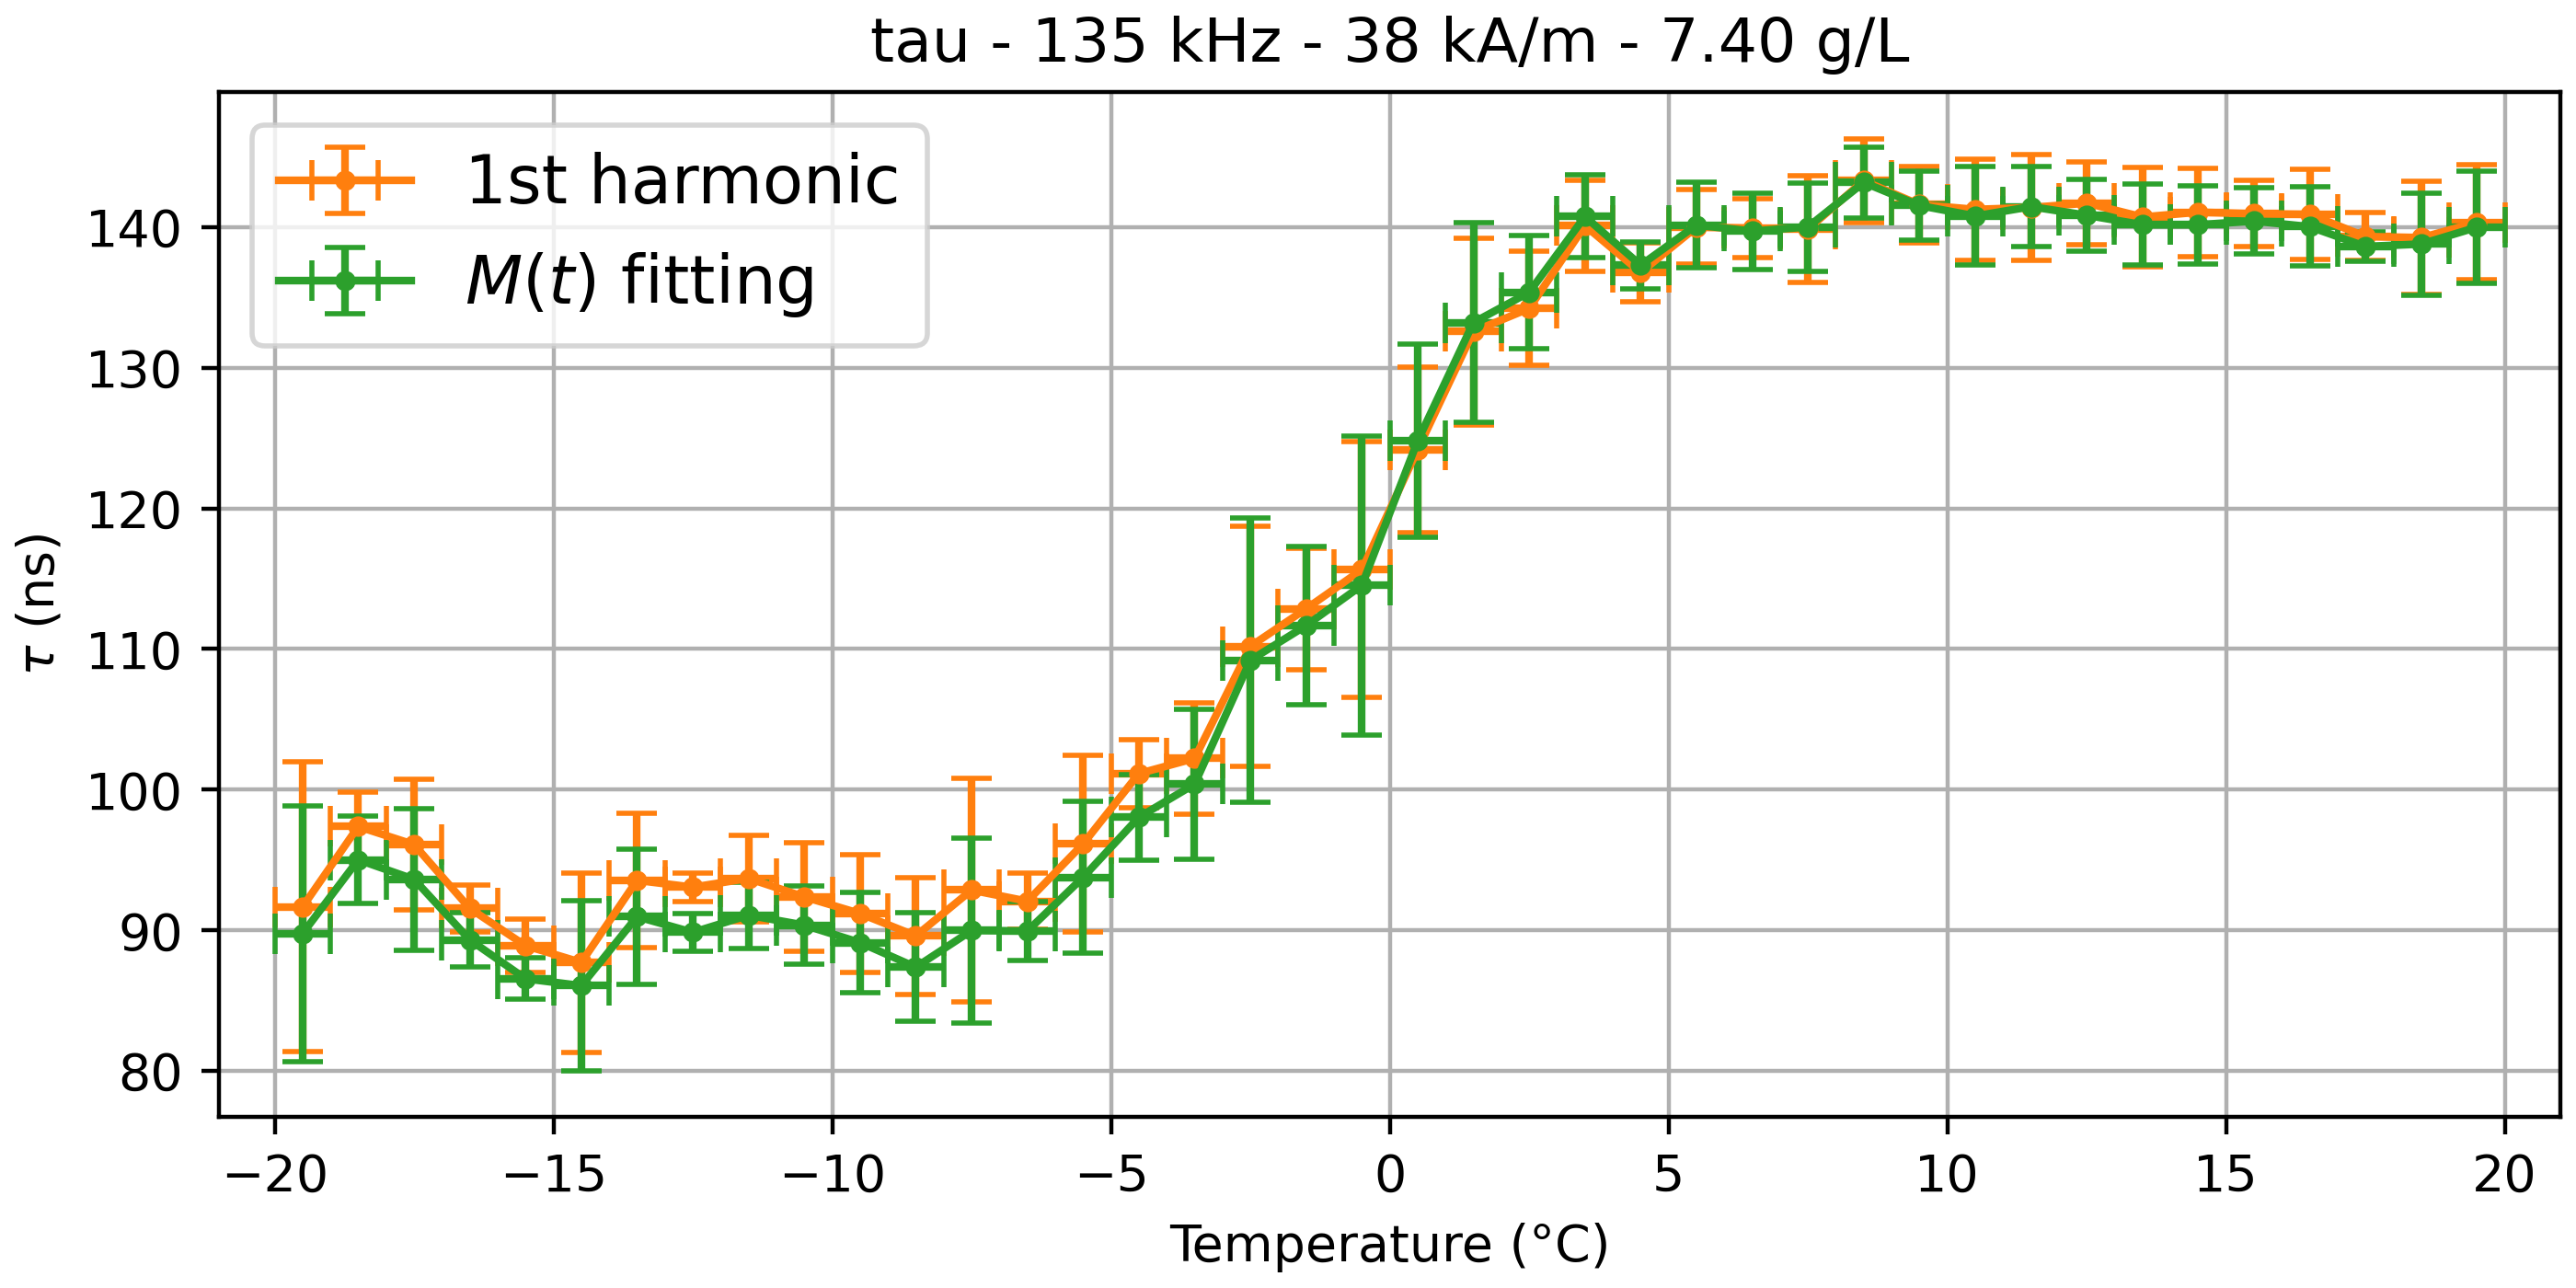 tau - 135 kHz - 38 kA/m - 7.40 g/L
1st harmonic
M(t) fitting
140
130
120
110
100
90
80
τ (ns)
−20 −15 −10 −5 0 5 10 15 20
Temperature (°C)